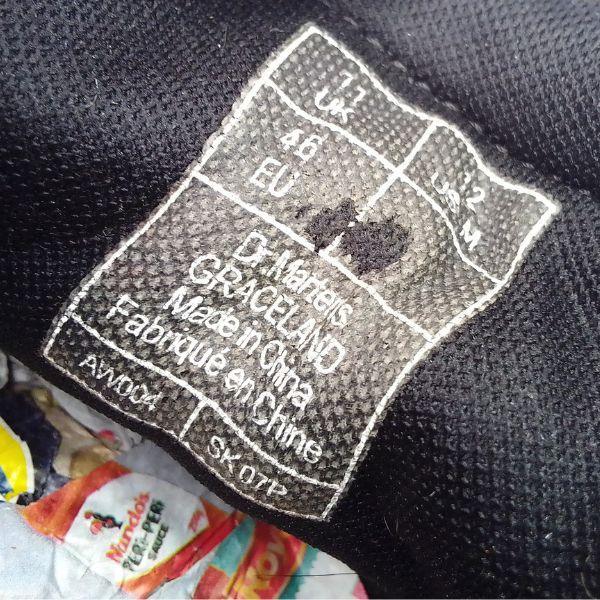 11
UK
12
US M
46
EU
Dr. Martens
GRACELAND
Made in China
Fabriqué en Chine
AW004
SK 07P
Nando's
PERi-PERi
SAUCE